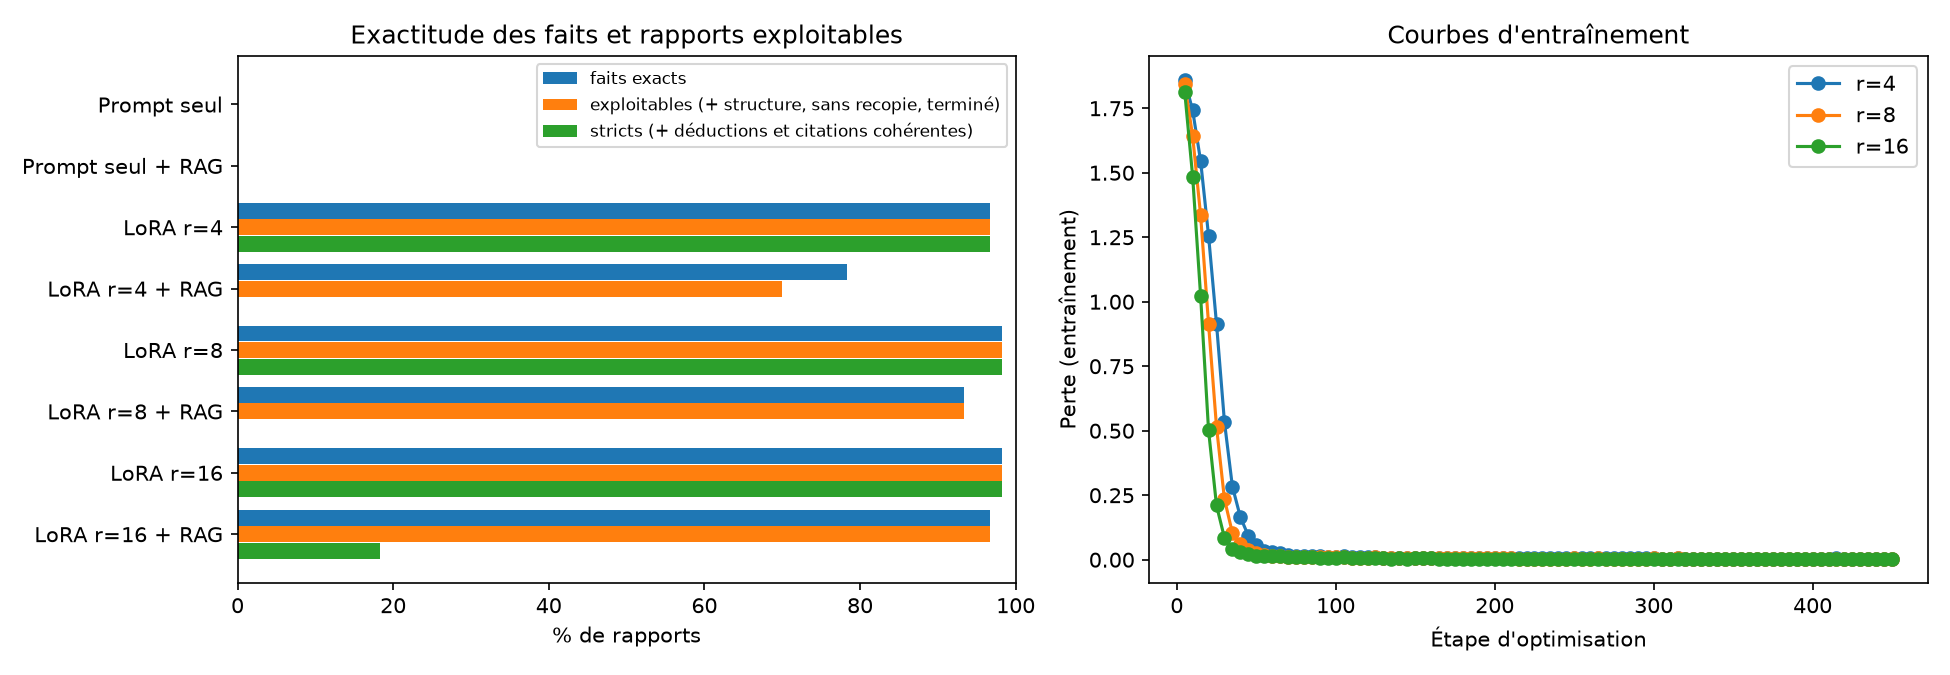 Exactitude des faits et rapports exploitables
faits exacts
exploitables (+ structure, sans recopie, terminé)
stricts (+ déductions et citations cohérentes)
Prompt seul
Prompt seul + RAG
LoRA r=4
LoRA r=4 + RAG
LoRA r=8
LoRA r=8 + RAG
LoRA r=16
LoRA r=16 + RAG
0 20 40 60 80 100
% de rapports
Courbes d'entraînement
r=4
r=8
r=16
Perte (entraînement)
1.75
1.50
1.25
1.00
0.75
0.50
0.25
0.00
0 100 200 300 400
Étape d'optimisation